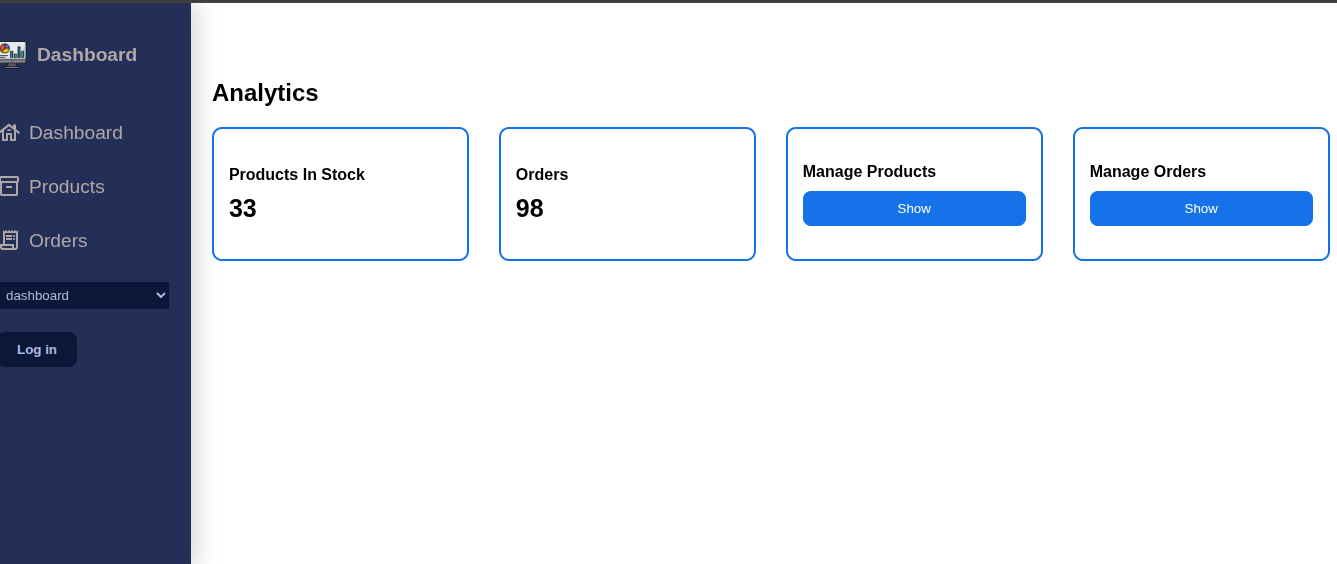 Dashboard
Dashboard
Products
Orders
dashboard
Log in
Analytics
Products In Stock
33
Orders
98
Manage Products
Show
Manage Orders
Show